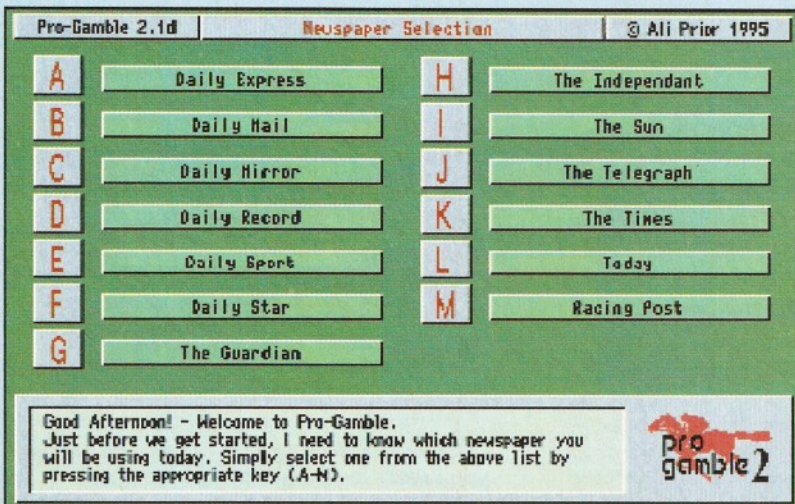 Pro-Gamble 2.1d Newspaper Selection © Ali Prior 1995
A Daily Express
B Daily Mail
C Daily Mirror
D Daily Record
E Daily Sport
F Daily Star
G The Guardian
H The Independant
I The Sun
J The Telegraph
K The Times
L Today
M Racing Post
Good Afternoon! - Welcome to Pro-Gamble.
Just before we get started, I need to know which newspaper you
will be using today. Simply select one from the above list by
pressing the appropriate key (A-M).
pro
gamble 2